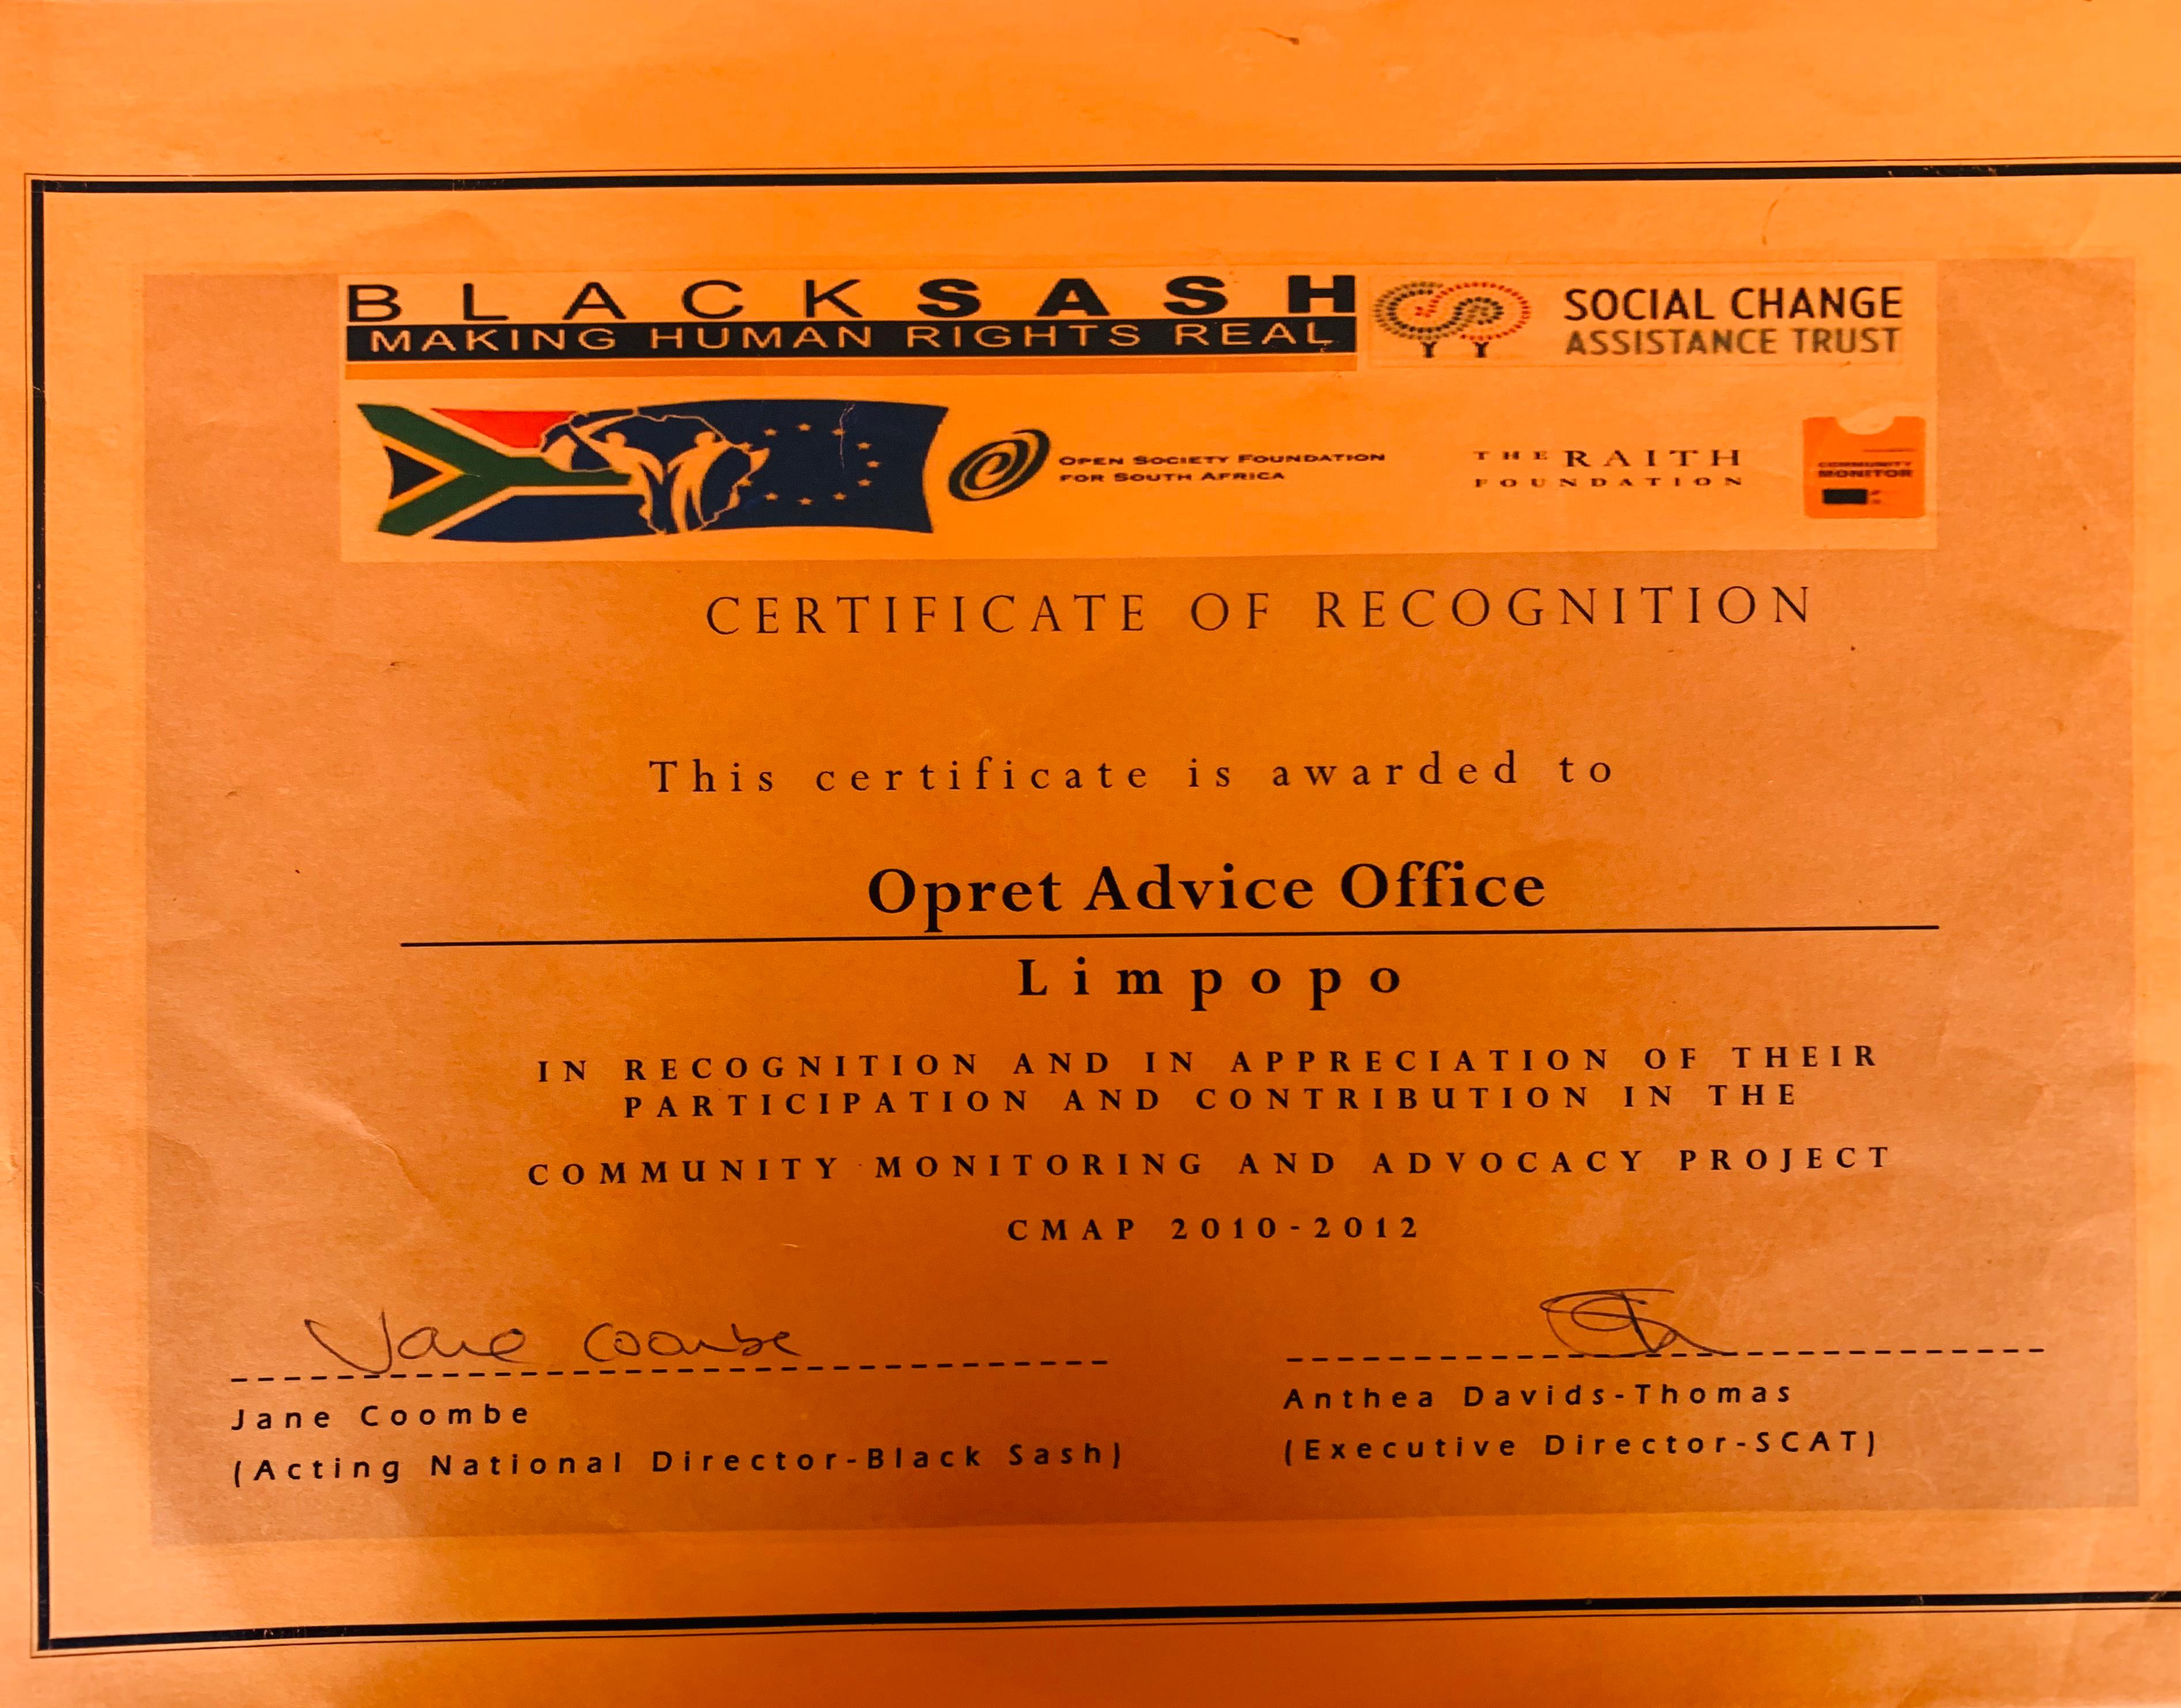 BLACKSASH
MAKING HUMAN RIGHTS REAL
SOCIAL CHANGE
ASSISTANCE TRUST
OPEN SOCIETY FOUNDATION
FOR SOUTH AFRICA
THE RAITH
FOUNDATION
COMMUNITY
MONITOR
CERTIFICATE OF RECOGNITION
This certificate is awarded to
Opret Advice Office
Limpopo
IN RECOGNITION AND IN APPRECIATION OF THEIR
PARTICIPATION AND CONTRIBUTION IN THE
COMMUNITY MONITORING AND ADVOCACY PROJECT
CMAP 2010-2012
Jane Coombe
Jane Coombe
(Acting National Director-Black Sash)
Anthea Davids-Thomas
(Executive Director-SCAT)